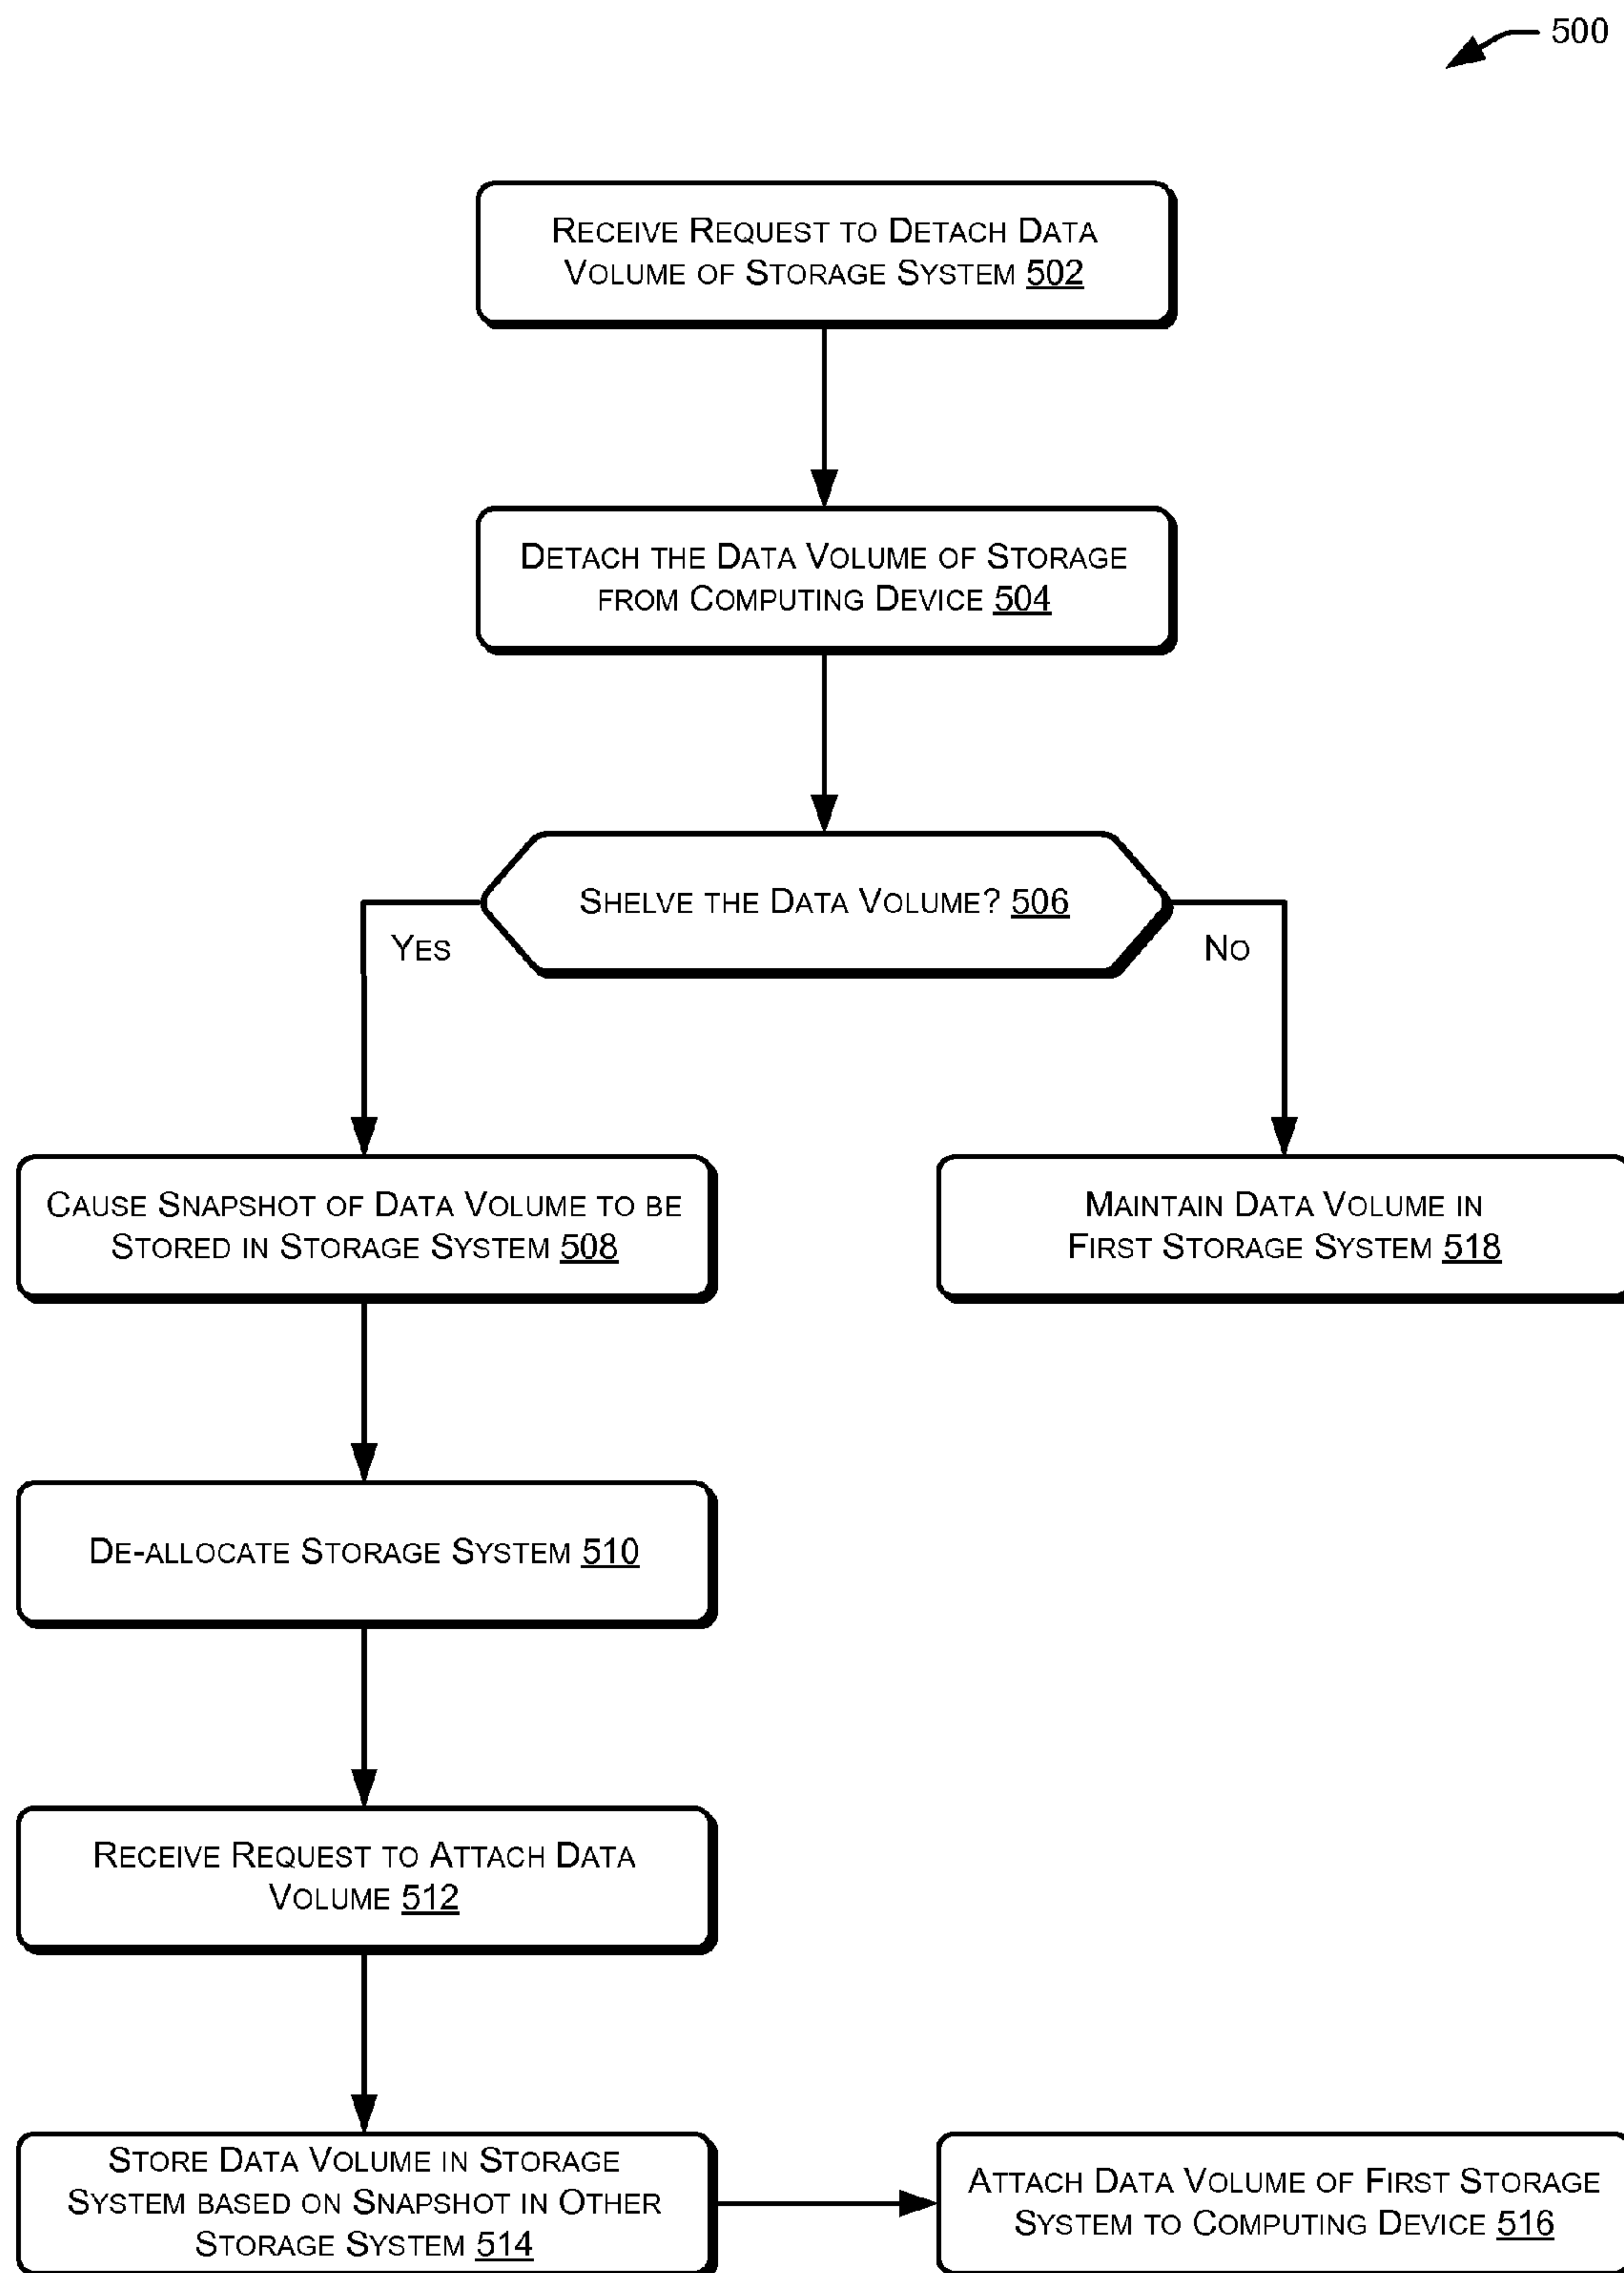 500
Receive Request to Detach Data
Volume of Storage System 502
Detach the Data Volume of Storage
from Computing Device 504
Shelve the Data Volume? 506
Yes
No
Cause Snapshot of Data Volume to be
Stored in Storage System 508
Maintain Data Volume in
First Storage System 518
De-allocate Storage System 510
Receive Request to Attach Data
Volume 512
Store Data Volume in Storage
System based on Snapshot in Other
Storage System 514
Attach Data Volume of First Storage
System to Computing Device 516